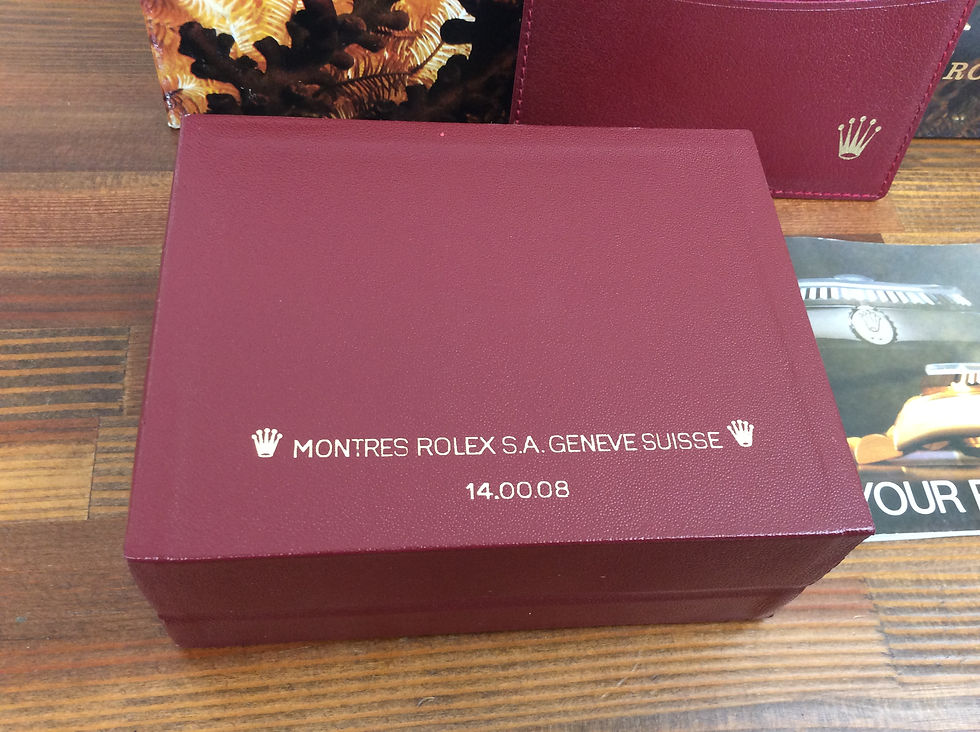 MONTRES ROLEX S.A. GENEVE SUISSE
14.00.08
YOUR